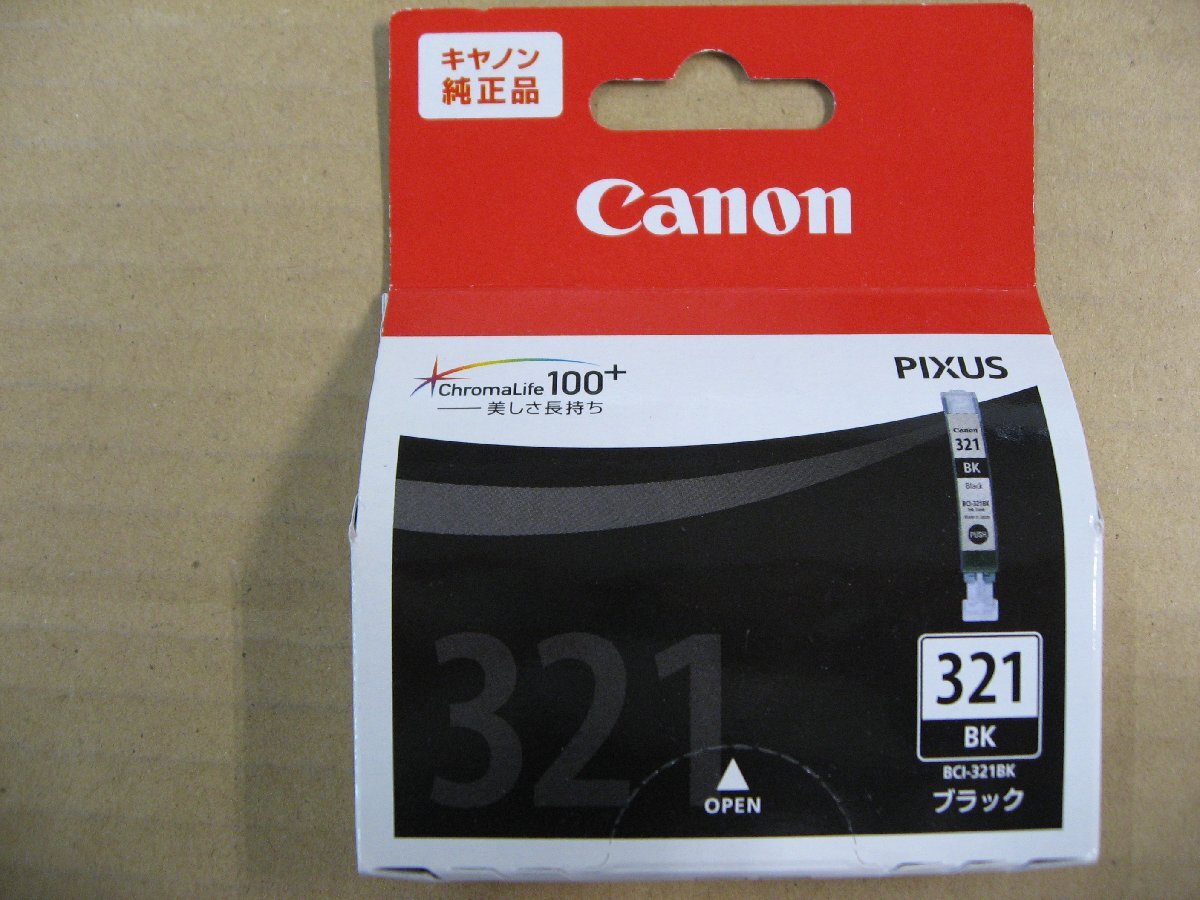 キヤノン
純正品
Canon
ChromaLife100+
美しさ長持ち
PIXUS
Canon
321
BK
Black
BCI-321BK
PUSH
321
321
BK
BCI-321BK
ブラック
OPEN